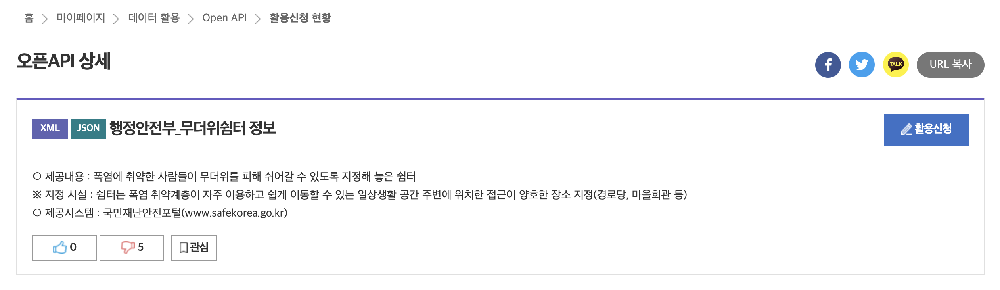 홈 > 마이페이지 > 데이터 활용 > Open API > 활용신청 현황
오픈API 상세
TALK
URL 복사
XML JSON 행정안전부_무더위쉼터 정보
활용신청
○ 제공내용 : 폭염에 취약한 사람들이 무더위를 피해 쉬어갈 수 있도록 지정해 놓은 쉼터
※ 지정 시설 : 쉼터는 폭염 취약계층이 자주 이용하고 쉽게 이동할 수 있는 일상생활 공간 주변에 위치한 접근이 양호한 장소 지정(경로당, 마을회관 등)
○ 제공시스템 : 국민재난안전포털(www.safekorea.go.kr)
0 5 관심